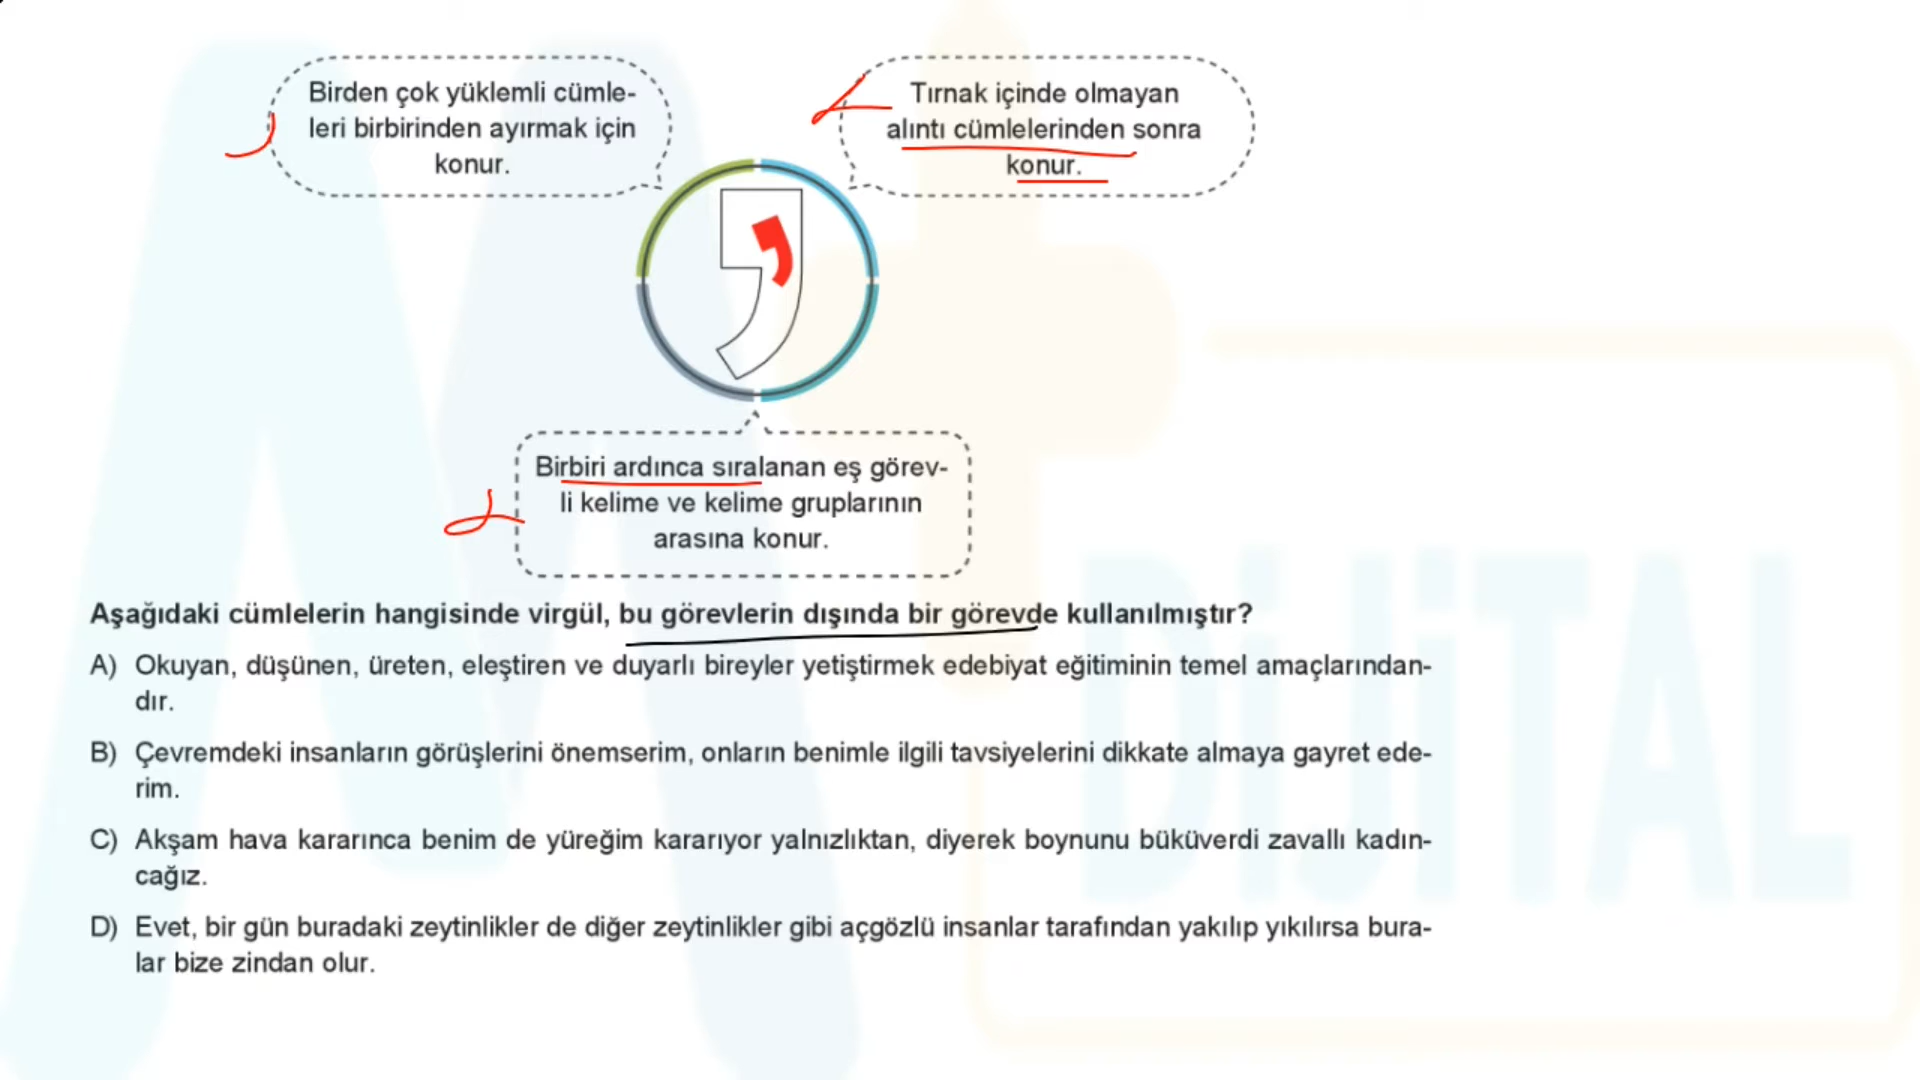 Birden çok yüklemli cümle-
leri birbirinden ayırmak için
konur.
Tırnak içinde olmayan
alıntı cümlelerinden sonra
konur.
Birbiri ardınca sıralanan eş görev-
li kelime ve kelime gruplarının
arasına konur.
Aşağıdaki cümlelerin hangisinde virgül, bu görevlerin dışında bir görevde kullanılmıştır?
A) Okuyan, düşünen, üreten, eleştiren ve duyarlı bireyler yetiştirmek edebiyat eğitiminin temel amaçlarından-
dır.
B) Çevremdeki insanların görüşlerini önemserim, onların benimle ilgili tavsiyelerini dikkate almaya gayret ede-
rim.
C) Akşam hava kararınca benim de yüreğim kararıyor yalnızlıktan, diyerek boynunu büküverdi zavallı kadın-
cağız.
D) Evet, bir gün buradaki zeytinlikler de diğer zeytinlikler gibi açgözlü insanlar tarafından yakılıp yıkılırsa bura-
lar bize zindan olur.
DİJİTAL